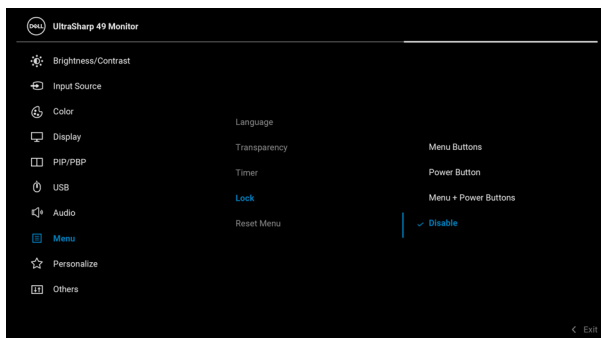 DELL UltraSharp 49 Monitor
Brightness/Contrast
Input Source
Color
Display
PIP/PBP
USB
Audio
Menu
Personalize
Others
Language
Transparency
Timer
Lock
Reset Menu
Menu Buttons
Power Button
Menu + Power Buttons
Disable
Exit